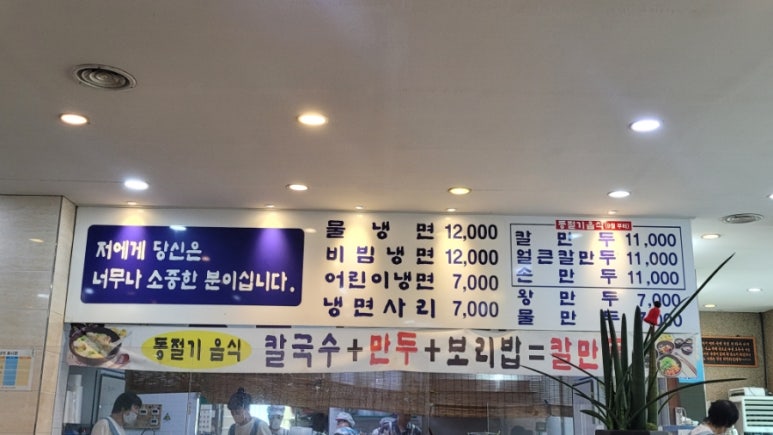 저에게 당신은
너무나 소중한 분이십니다.
물냉면 12,000
비빔냉면 12,000
어린이냉면 7,000
냉면사리 7,000
동절기음식
칼만두 11,000
얼큰칼만두 11,000
손만두 11,000
왕만두 7,000
물만두
동절기 음식 칼국수+만두+보리밥=칼만